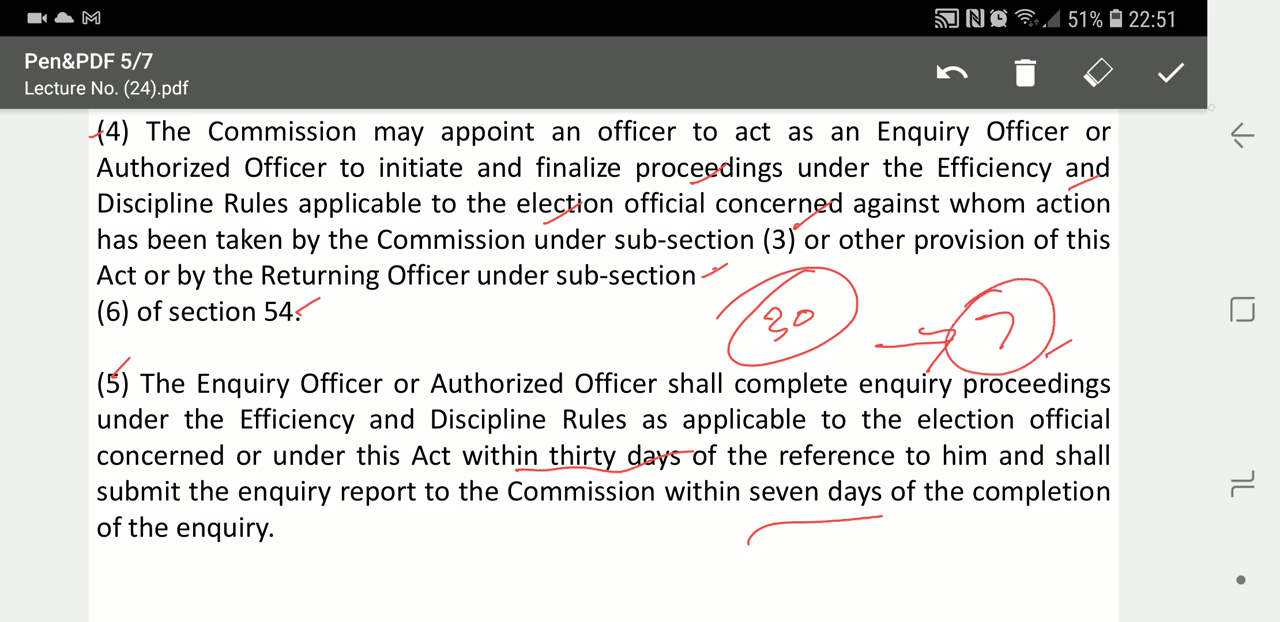 51% 22:51
Pen&PDF 5/7
Lecture No. (24).pdf
(4) The Commission may appoint an officer to act as an Enquiry Officer or
Authorized Officer to initiate and finalize proceedings under the Efficiency and
Discipline Rules applicable to the election official concerned against whom action
has been taken by the Commission under sub-section (3) or other provision of this
Act or by the Returning Officer under sub-section
(6) of section 54.
30 7
(5) The Enquiry Officer or Authorized Officer shall complete enquiry proceedings
under the Efficiency and Discipline Rules as applicable to the election official
concerned or under this Act within thirty days of the reference to him and shall
submit the enquiry report to the Commission within seven days of the completion
of the enquiry.